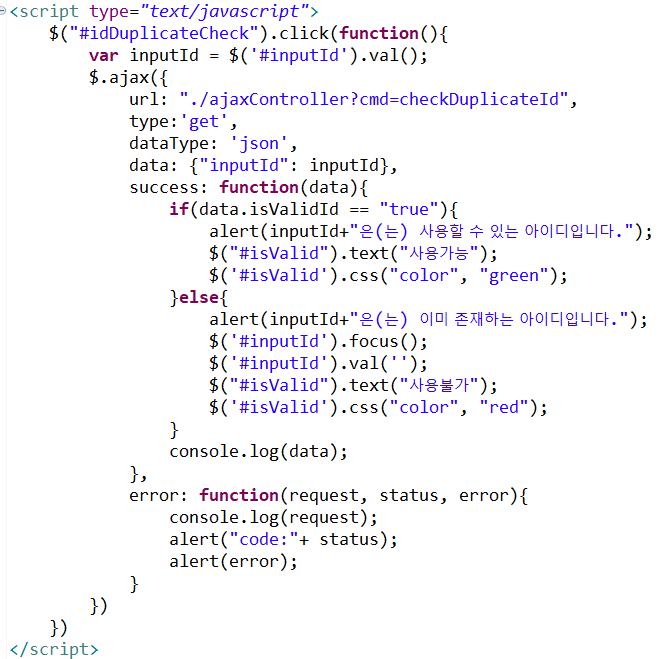 <script type="text/javascript">
    $("#idDuplicateCheck").click(function(){
        var inputId = $('#inputId').val();
        $.ajax({
            url: "./ajaxController?cmd=checkDuplicateId",
            type:'get',
            dataType: 'json',
            data: {"inputId": inputId},
            success: function(data){
                if(data.isValidId == "true"){
                    alert(inputId+"은(는) 사용할 수 있는 아이디입니다.");
                    $("#isValid").text("사용가능");
                    $('#isValid').css("color", "green");
                }else{
                    alert(inputId+"은(는) 이미 존재하는 아이디입니다.");
                    $('#inputId').focus();
                    $('#inputId').val('');
                    $("#isValid").text("사용불가");
                    $('#isValid').css("color", "red");
                }
                console.log(data);
            },
            error: function(request, status, error){
                console.log(request);
                alert("code:"+ status);
                alert(error);
            }
        })
    })
</script>